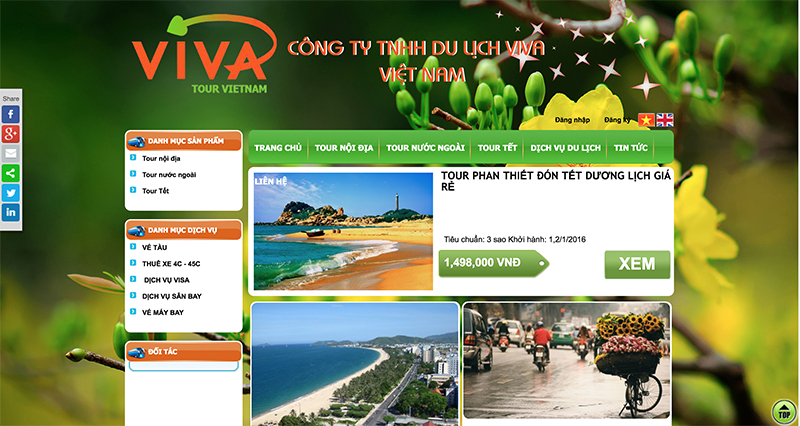 VIVA
TOUR VIETNAM
CÔNG TY TNHH DU LỊCH VIVA
VIỆT NAM
Share
Đăng nhập
Đăng ký
DANH MỤC SẢN PHẨM
Tour nội địa
Tour nước ngoài
Tour Tết
TRANG CHỦ TOUR NỘI ĐỊA TOUR NƯỚC NGOÀI TOUR TẾT DỊCH VỤ DU LỊCH TIN TỨC
LIÊN HỆ
TOUR PHAN THIẾT ĐÓN TẾT DƯƠNG LỊCH GIÁ
RẺ
Tiêu chuẩn: 3 sao Khởi hành: 1,2/1/2016
1,498,000 VNĐ
XEM
DANH MỤC DỊCH VỤ
VÉ TÀU
THUÊ XE 4C - 45C
DỊCH VỤ VISA
DỊCH VỤ SÂN BAY
VÉ MÁY BAY
ĐỐI TÁC
TOP